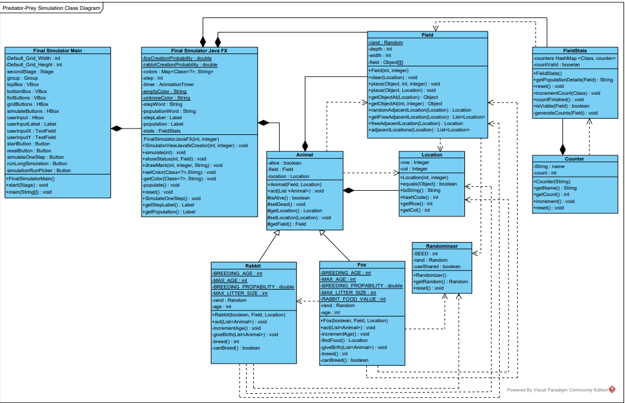 Predator-Prey Simulation Class Diagram
Final Simulator Main
-Default_Grid_Width : int
-Default_Grid_Height : int
-secondStage : Stage
-group : Group
-topBox : VBox
-bottomBox : VBox
-gridBox : VBox
-gridButtons : HBox
-simulateButtons : HBox
-userInput : HBox
-userInputLabel : Label
-userInputX : TextField
-userInputY : TextField
-startButton : Button
-resetButton : Button
-simulateOneStep : Button
-runLongSimulation : Button
-simulationRunPicker : Button
+FinalSimulatorMain()
+start(Stage) : void
+main(String[]) : void
Final Simulator Java FX
-foxCreationProbability : double
-rabbitCreationProbability : double
-colors : Map<Class<?>, String)
-step : int
-timer : AnimationTimer
-emptyColor : String
-unknowColor : String
-stepWord : String
-populationWord : String
-stepLabel : Label
-population : Label
-stats : FieldStats
-FinalSimulatorJavaFX(int, integer)
+SimulatorViewJavafxCreator(int, integer) : void
+simulate(int) : void
+showStatus(int, Field) : void
+drawMark(int, integer, String) : void
+setColor(Class<?>, String) : void
-getColor(Class<?>, String) : void
-populate() : void
+reset() : void
+SimulateOneStep() : void
+getStepLabel() : Label
+getPopulation() : Label
Field
-rand : Random
-depth : int
-width : int
-field : Object[][]
+Field(int, integer)
+clear(Location) : void
+place(Object, int, integer) : void
+place(Object, Location) : void
+getObjectAt(Location) : Object
+getObjectAt(int, integer) : Object
+randomAdjacentLocation(Location) : Location
+getFreeAdjacentLocation(Location) : List<Location>
+freeAdjacentLocation(Location) : Location
+adjacentLocations(Location) : List<Location>
FieldStats
-counters HashMap <Class, counter>
-countValid : boolean
+FieldStats()
+getPopulationDetails(Field) : String
+reset() : void
+incrementCount(Class) : void
+countFinished() : void
+isViable(Field) : boolean
-generateCounts(Field) : void
Animal
-alive : boolean
-field : Field
-location : Location
+Animal(Field, Location)
+act(List <Animal>) : void
#isAlive() : boolean
#setDead() : void
#getLocation() : Location
#setLocation(Location) : void
#getField() : Field
Location
-row : Integer
-col : Integer
+Location(int, integer)
+equals(Object) : boolean
+toString() : String
+hashCode() : int
+getRow() : int
+getCol() : int
Counter
-String : name
-count : int
+Counter(String)
+getName() : String
+getCount() : int
+increment() : void
+reset() : void
Randominzer
-SEED : int
-rand : Random
-useShared : boolean
+Randomizer()
+getRandom() : Random
+reset() : void
Rabbit
-BREEDING_AGE : int
-MAX_AGE : int
-BREEDING_PROPABILITY : double
-MAX_LITTER_SIZE : int
-rand : Random
-age : int
+Rabbit(boolean, Field, Location)
+act(List<Animal>) : void
-incrementAge() : void
-giveBirth(List<Animal>) : void
-breed() : int
-canBreed() : boolean
Fox
-BREEDING_AGE : int
-MAX_AGE : int
-BREEDING_PROPABILITY : double
-MAX_LITTER_SIZE : int
-RABBIT_FOOD_VALUE : int
-rand : Random
-age : int
+Fox(boolean, Field, Location)
+act(List<Animal>) : void
-incrementAge() : void
-findFood() : Location
-giveBirth(List<Animal>) : void
-breed() : int
-canBreed() : boolean
Powered By Visual Paradigm Community Edition